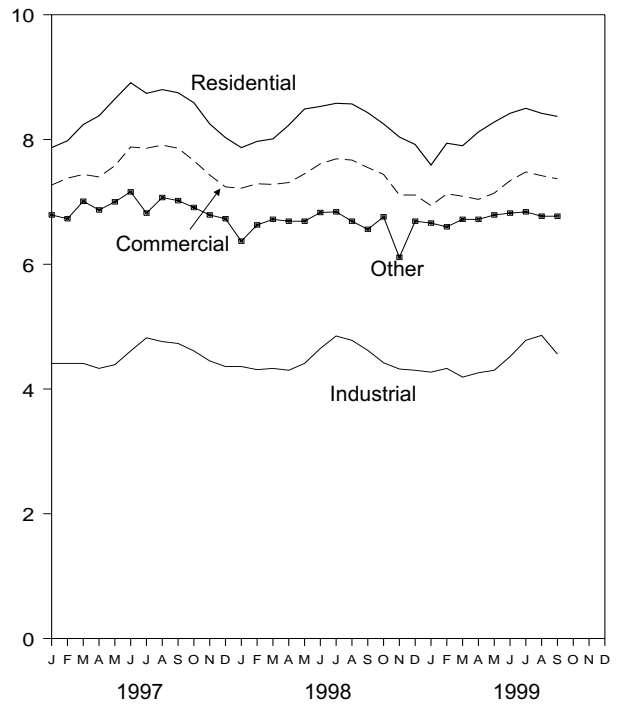 10
8
6
4
2
0
Residential
Commercial
Other
Industrial
J F M A M J J A S O N D J F M A M J J A S O N D J F M A M J J A S O N D
1997 1998 1999